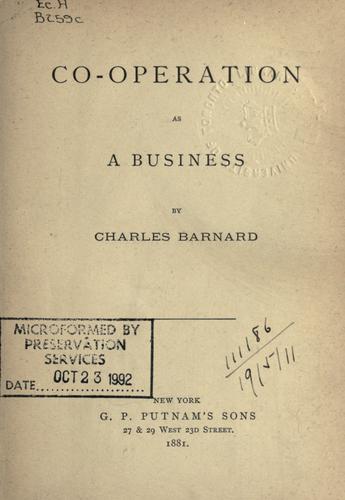 Ec.H
B259c
CO-OPERATION
AS
A BUSINESS
BY
CHARLES BARNARD
MICROFORMED BY
PRESERVATION
SERVICES
DATE OCT 23 1992
111186
19/5/11
NEW YORK
G. P. PUTNAM'S SONS
27 & 29 WEST 23D STREET.
1881.